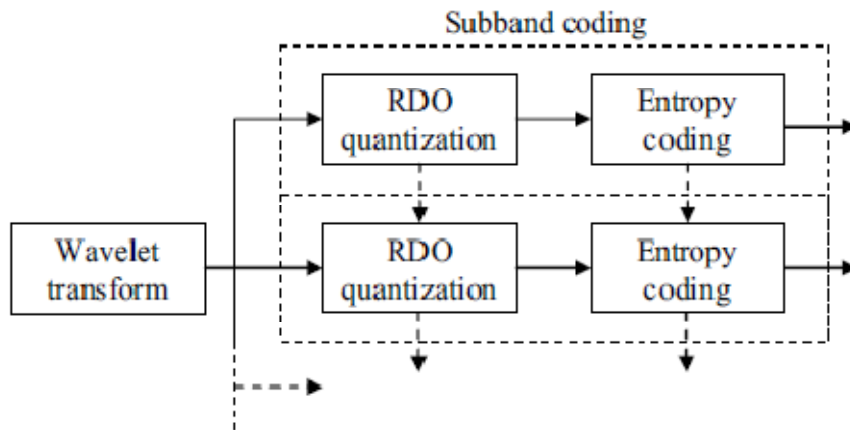 Subband coding
RDO
quantization
Entropy
coding
Wavelet
transform
RDO
quantization
Entropy
coding